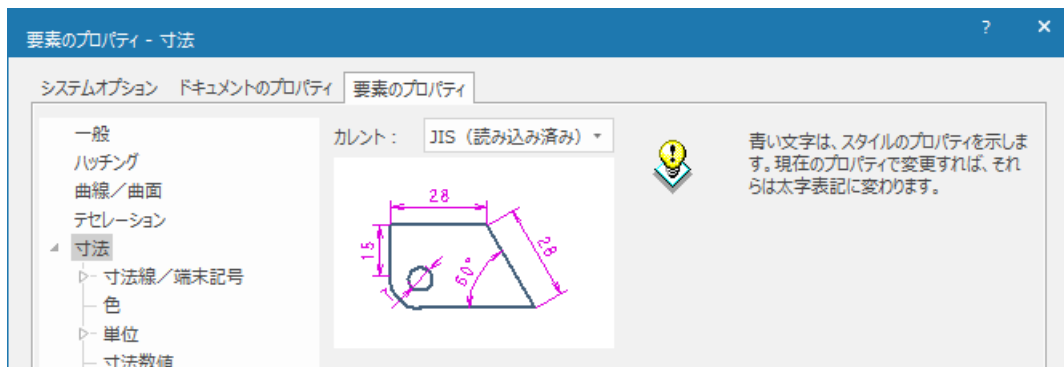 要素のプロパティ - 寸法
? ×
システムオプション ドキュメントのプロパティ 要素のプロパティ
一般
ハッチング
曲線／曲面
テセレーション
寸法
寸法線／端末記号
色
単位
寸法数値
カレント： JIS（読み込み済み）
28
15
28
60°
7
青い文字は、スタイルのプロパティを示しま
す。現在のプロパティで変更すれば、それ
らは太字表記に変わります。